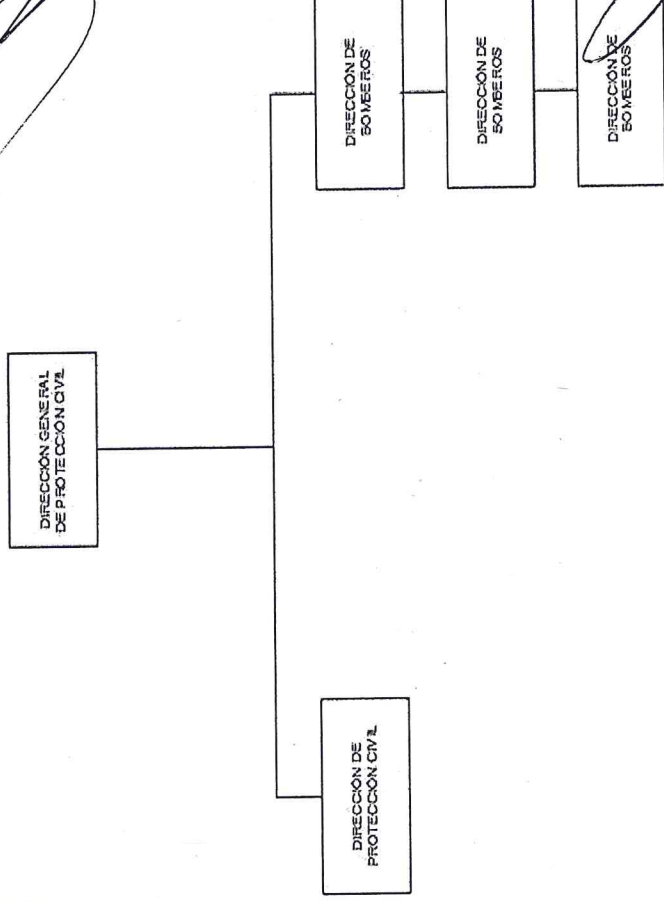 DIRECCIÓN GENERAL
DE PROTECCIÓN CIVIL
DIRECCIÓN DE
PROTECCIÓN CIVIL
DIRECCIÓN DE
BOMBEROS
DIRECCIÓN DE
BOMBEROS
DIRECCIÓN DE
BOMBEROS